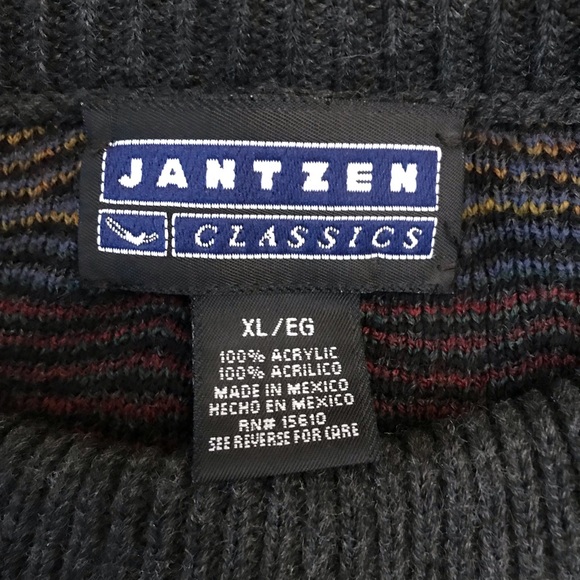 JANTZEN
CLASSICS
XL/EG
100% ACRYLIC
100% ACRILICO
MADE IN MEXICO
HECHO EN MEXICO
RN# 15610
SEE REVERSE FOR CARE